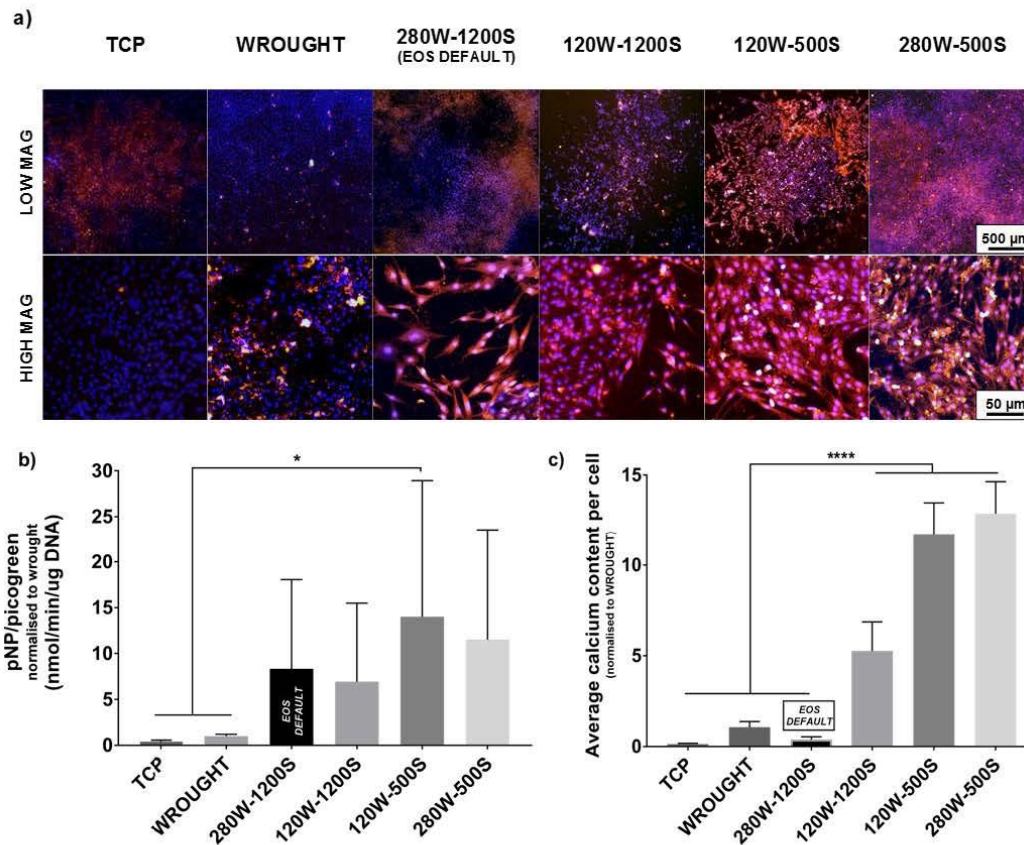 a)
TCP
WROUGHT
280W-1200S
(EOS DEFAULT)
120W-1200S
120W-500S
280W-500S
LOW MAG
500 µm
HIGH MAG
50 µm
b)
pNP/picogreen
normalised to wrought
(nmol/min/ug DNA)
30
25
20
15
10
5
0
*
EOS
DEFAULT
TCP
WROUGHT
280W-1200S
120W-1200S
120W-500S
280W-500S
c)
Average calcium content per cell
(normalised to WROUGHT)
15
10
5
0
****
EOS
DEFAULT
TCP
WROUGHT
280W-1200S
120W-1200S
120W-500S
280W-500S